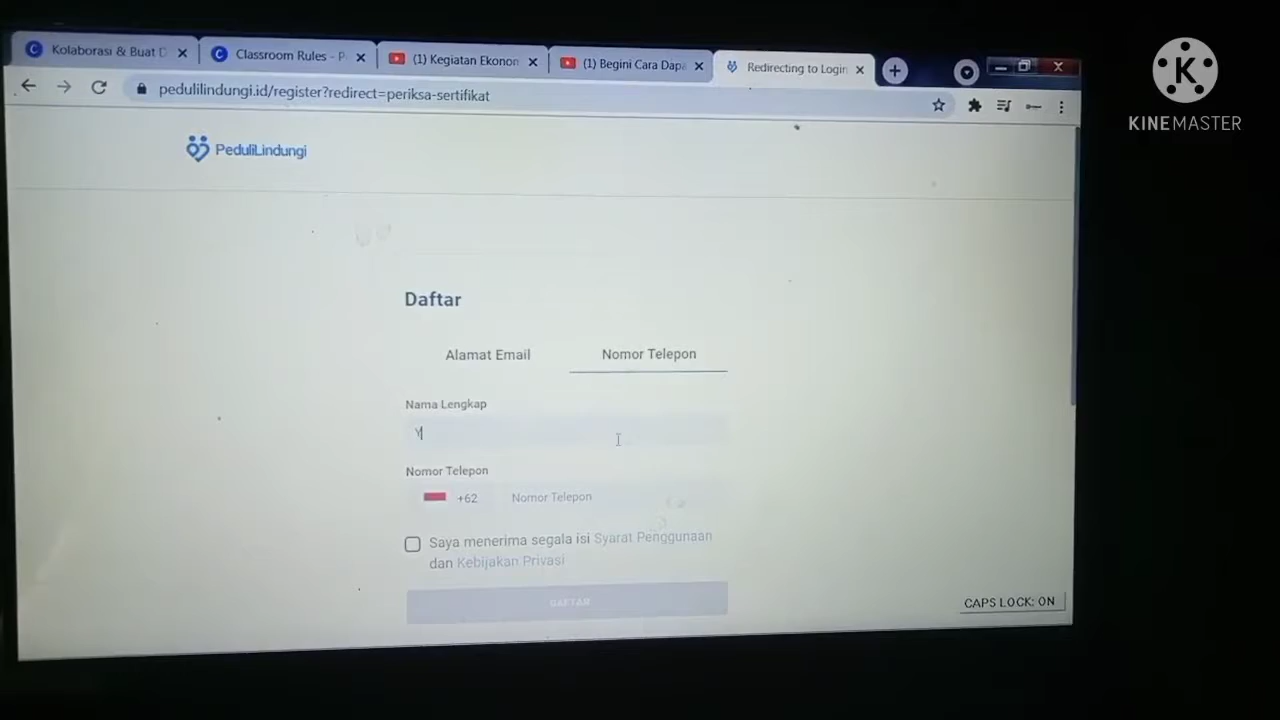 Kolaborasi & Buat D
Classroom Rules - P
(1) Kegiatan Ekonom
(1) Begini Cara Dapa
Redirecting to Login
pedulilindungi.id/register?redirect=periksa-sertifikat
KINEMASTER
PeduliLindungi
Daftar
Alamat Email
Nomor Telepon
Nama Lengkap
Y
Nomor Telepon
+62
Nomor Telepon
Saya menerima segala isi Syarat Penggunaan
dan Kebijakan Privasi
DAFTAR
CAPS LOCK: ON